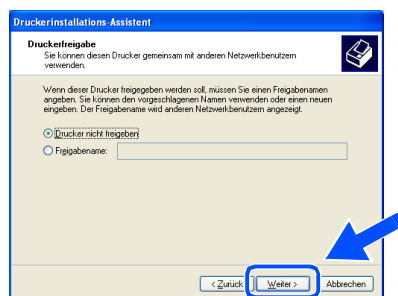 Druckerinstallations-Assistent
Druckerfreigabe
Sie können diesen Drucker gemeinsam mit anderen Netzwerkbenutzern
verwenden.
Wenn dieser Drucker freigegeben werden soll, müssen Sie einen Freigabenamen
angeben. Sie können den vorgeschlagenen Namen verwenden oder einen neuen
eingeben. Der Freigabename wird anderen Netzwerkbenutzern angezeigt.
Drucker nicht freigeben
Freigabename:
< Zurück Weiter > Abbrechen